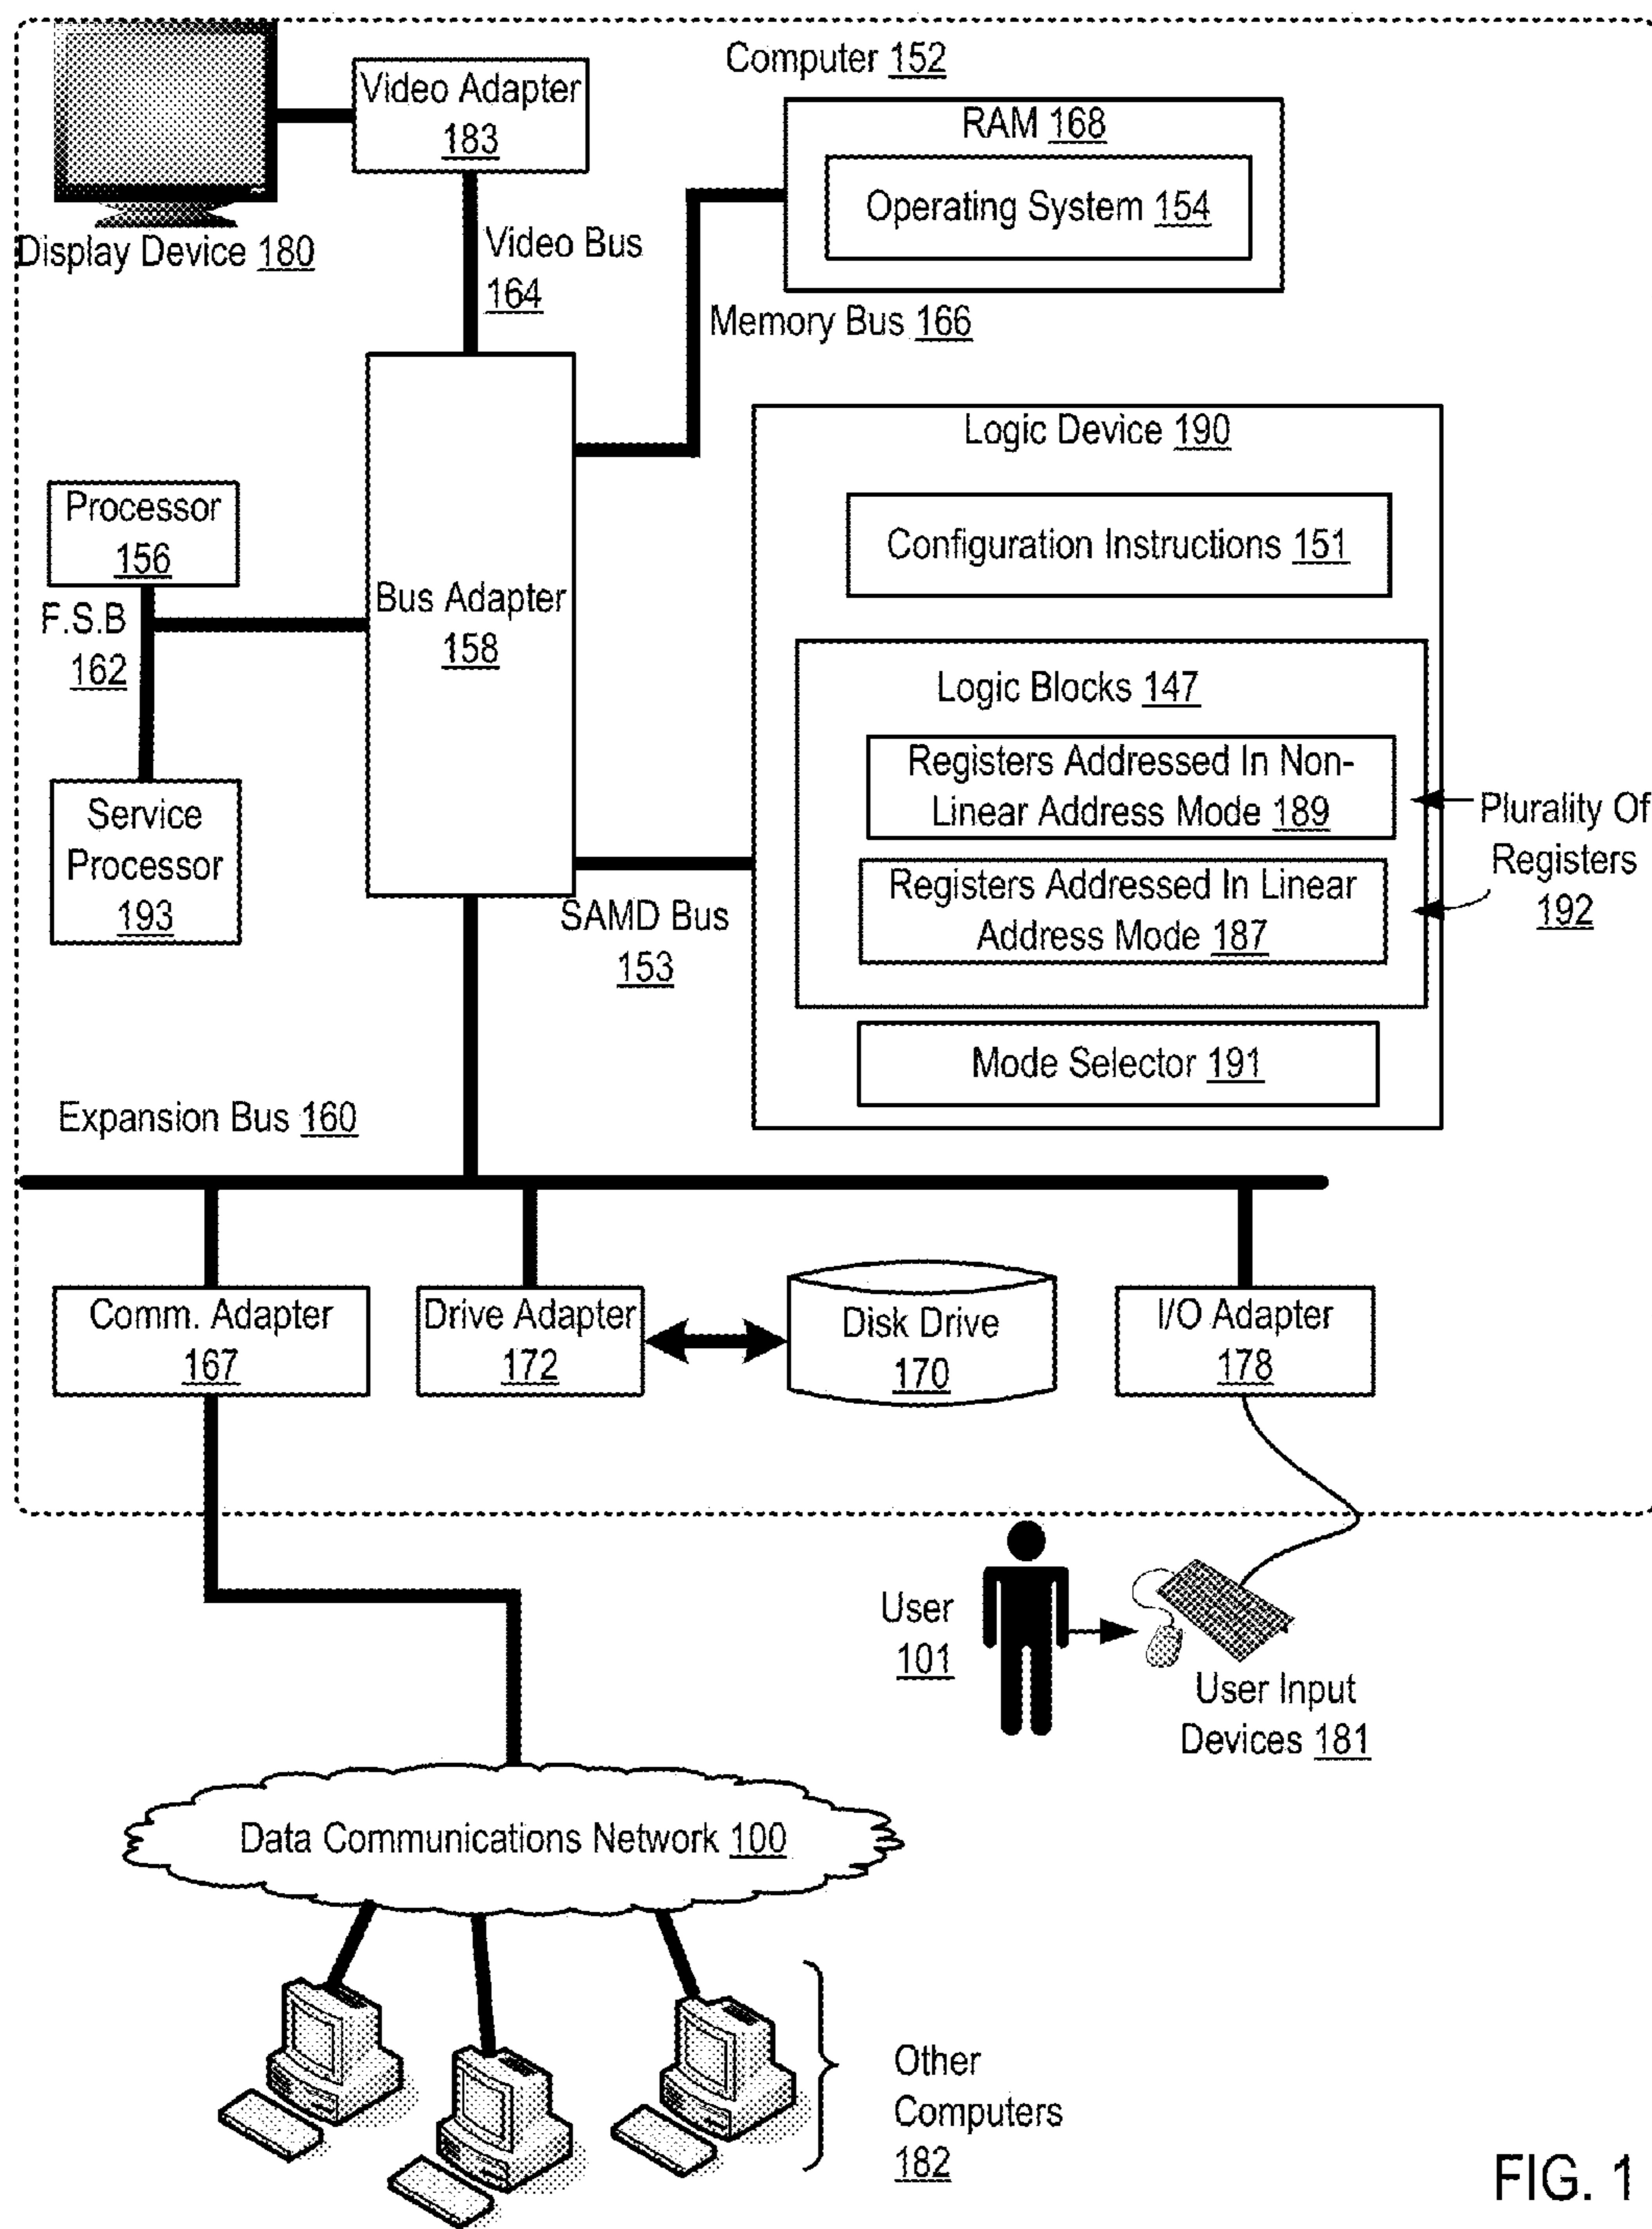 Computer 152
Video Adapter
183
RAM 168
Operating System 154
Display Device 180
Video Bus
164
Memory Bus 166
Logic Device 190
Configuration Instructions 151
Processor
156
F.S.B
162
Bus Adapter
158
Logic Blocks 147
Registers Addressed In Non-
Linear Address Mode 189
Registers Addressed In Linear
Address Mode 187
Plurality Of
Registers
192
Service
Processor
193
SAMD Bus
153
Mode Selector 191
Expansion Bus 160
Comm. Adapter
167
Drive Adapter
172
Disk Drive
170
I/O Adapter
178
User
101
User Input
Devices 181
Data Communications Network 100
Other
Computers
182
FIG. 1